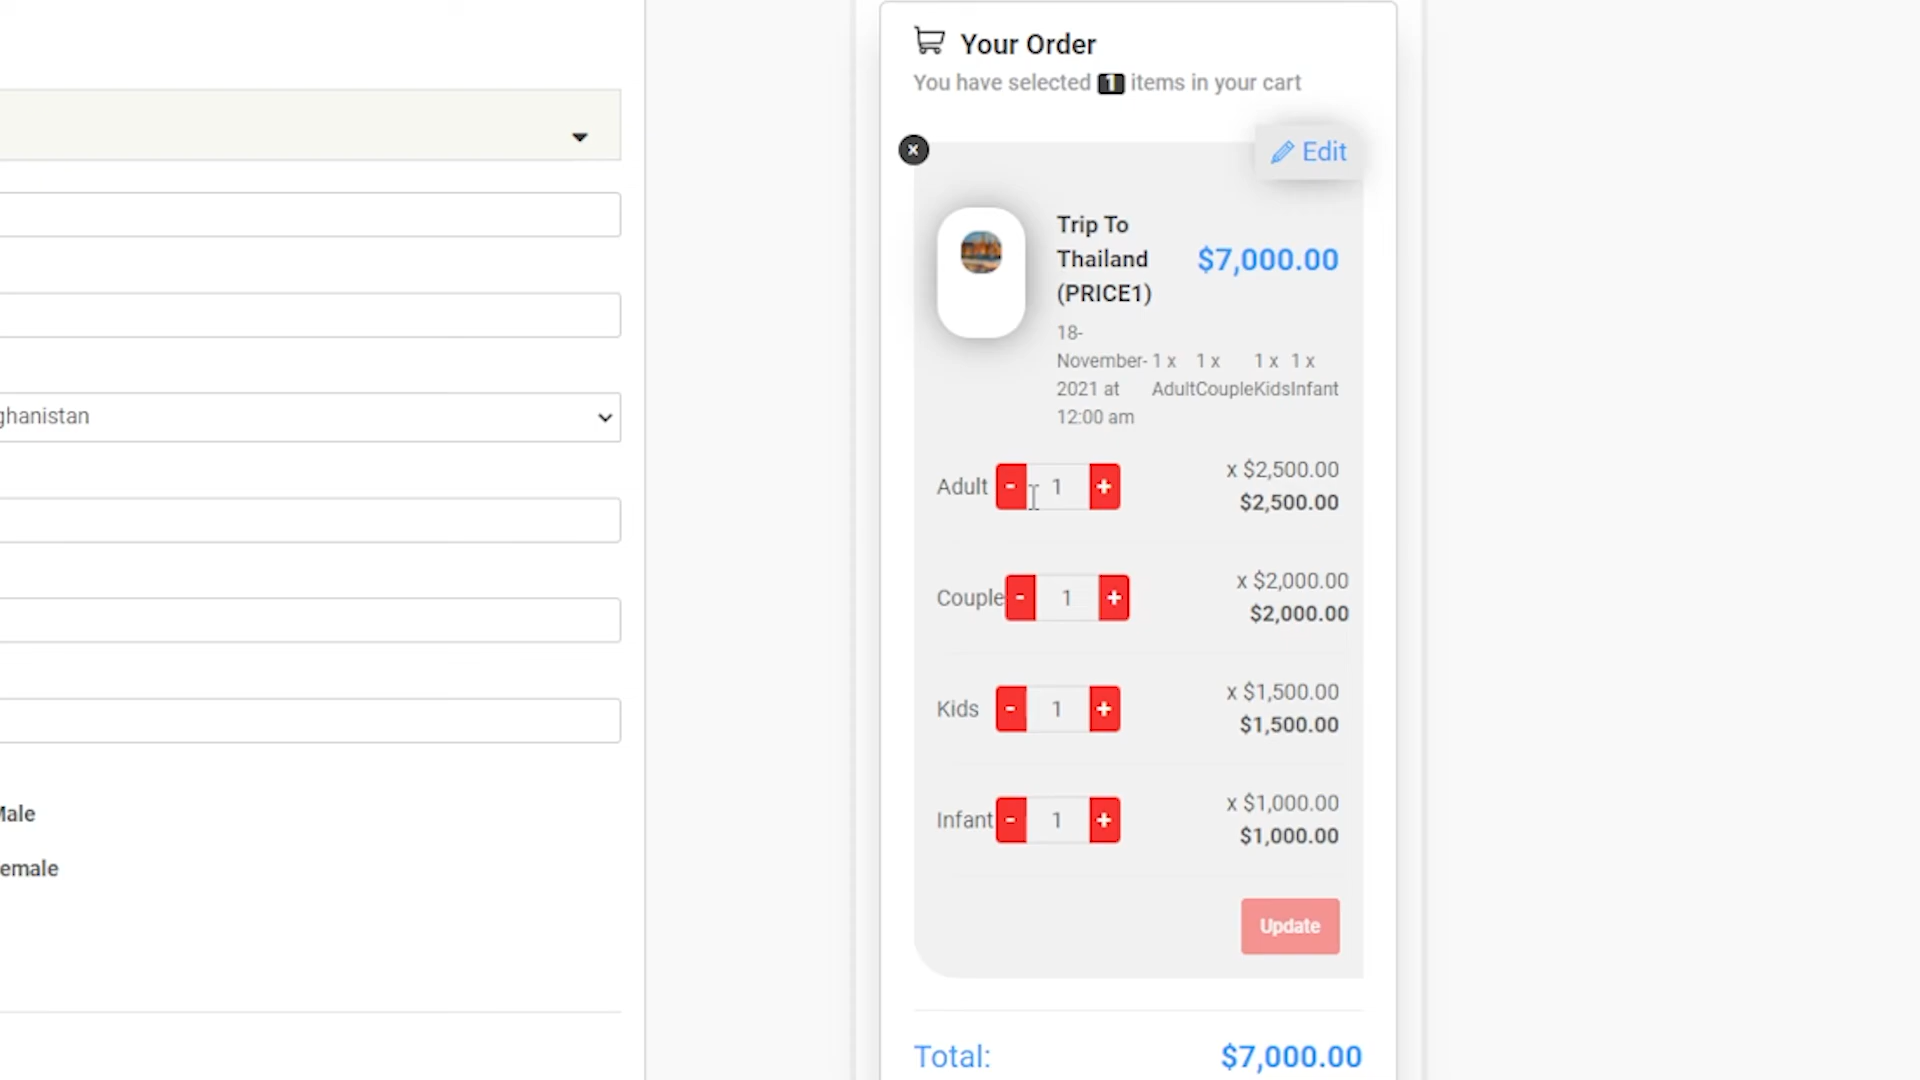 Your Order
You have selected 1 items in your cart
Edit
Trip To
Thailand
(PRICE1)
$7,000.00
18-
November-
2021 at
12:00 am
1 x
Adult
1 x
Couple
1 x
Kids
1 x
Infant
Adult - 1 + x $2,500.00
$2,500.00
Couple - 1 + x $2,000.00
$2,000.00
Kids - 1 + x $1,500.00
$1,500.00
Infant - 1 + x $1,000.00
$1,000.00
Update
Total: $7,000.00
ghanistan
Male
emale